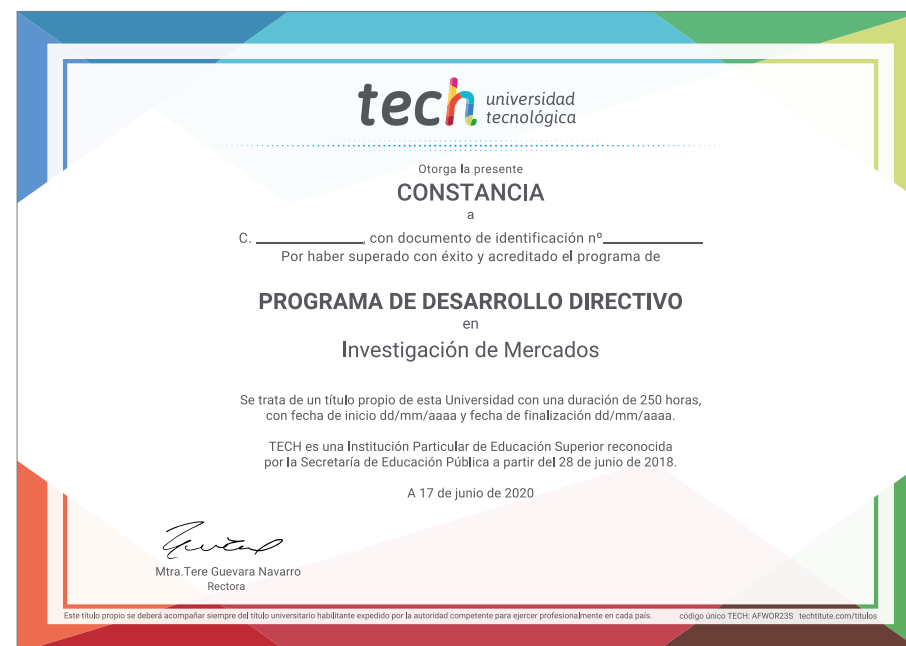 tech universidad
tecnológica
Otorga la presente
CONSTANCIA
a
C. ______________, con documento de identificación nº____________
Por haber superado con éxito y acreditado el programa de
PROGRAMA DE DESARROLLO DIRECTIVO
en
Investigación de Mercados
Se trata de un título propio de esta Universidad con una duración de 250 horas,
con fecha de inicio dd/mm/aaaa y fecha de finalización dd/mm/aaaa.
TECH es una Institución Particular de Educación Superior reconocida
por la Secretaría de Educación Pública a partir del 28 de junio de 2018.
A 17 de junio de 2020
Mtra.Tere Guevara Navarro
Rectora
Este título propio se deberá acompañar siempre del título universitario habilitante expedido por la autoridad competente para ejercer profesionalmente en cada país. código único TECH: AFWOR23S techtitute.com/titulos